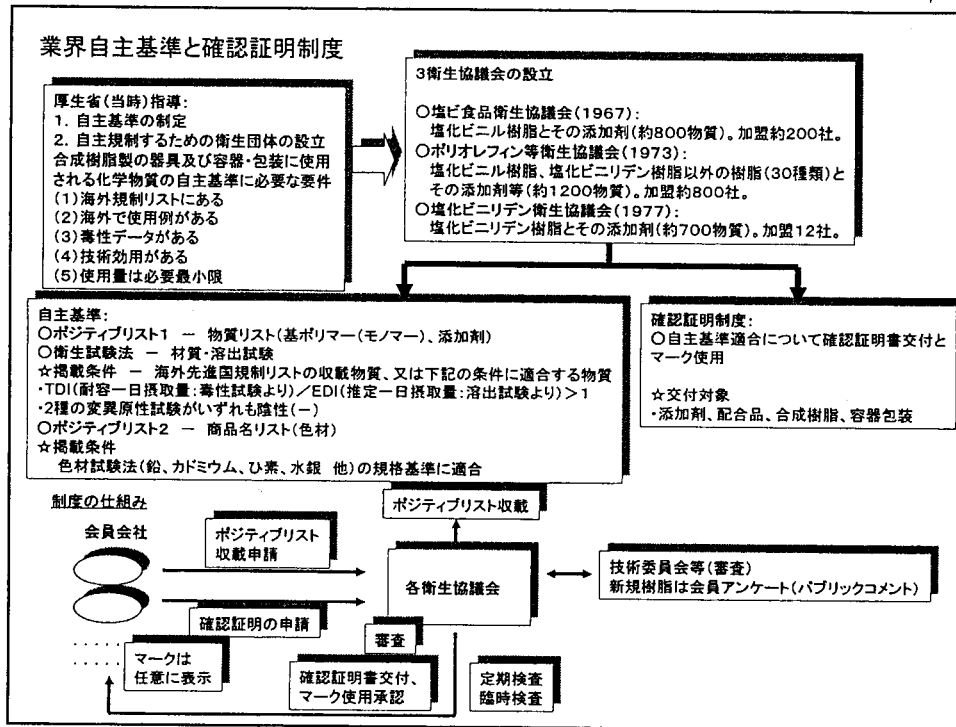 業界自主基準と確認証明制度
厚生省(当時)指導:
1. 自主基準の制定
2. 自主規制するための衛生団体の設立
合成樹脂製の器具及び容器・包装に使用
される化学物質の自主基準に必要な要件
(1)海外規制リストにある
(2)海外で使用例がある
(3)毒性データがある
(4)技術効用がある
(5)使用量は必要最小限
3衛生協議会の設立
○塩ビ食品衛生協議会(1967):
塩化ビニル樹脂とその添加剤(約800物質)。加盟約200社。
○ポリオレフィン等衛生協議会(1973):
塩化ビニル樹脂、塩化ビニリデン樹脂以外の樹脂(30種類)と
その添加剤等(約1200物質)。加盟約800社。
○塩化ビニリデン衛生協議会(1977):
塩化ビニリデン樹脂とその添加剤(約700物質)。加盟12社。
自主基準:
○ポジティブリスト1 － 物質リスト(基ポリマー(モノマー)、添加剤)
○衛生試験法 － 材質・溶出試験
☆掲載条件 － 海外先進国規制リストの収載物質、又は下記の条件に適合する物質
・TDI(耐容一日摂取量:毒性試験より)／EDI(推定一日摂取量:溶出試験より)＞1
・2種の変異原性試験がいずれも陰性(－)
○ポジティブリスト2 － 商品名リスト(色材)
☆掲載条件
色材試験法(鉛、カドミウム、ひ素、水銀 他)の規格基準に適合
確認証明制度:
○自主基準適合について確認証明書交付と
マーク使用
☆交付対象
・添加剤、配合品、合成樹脂、容器包装
制度の仕組み
会員会社
ポジティブリスト
収載申請
確認証明の申請
マークは
任意に表示
ポジティブリスト収載
各衛生協議会
審査
確認証明書交付、
マーク使用承認
技術委員会等(審査)
新規樹脂は会員アンケート(パブリックコメント)
定期検査
臨時検査